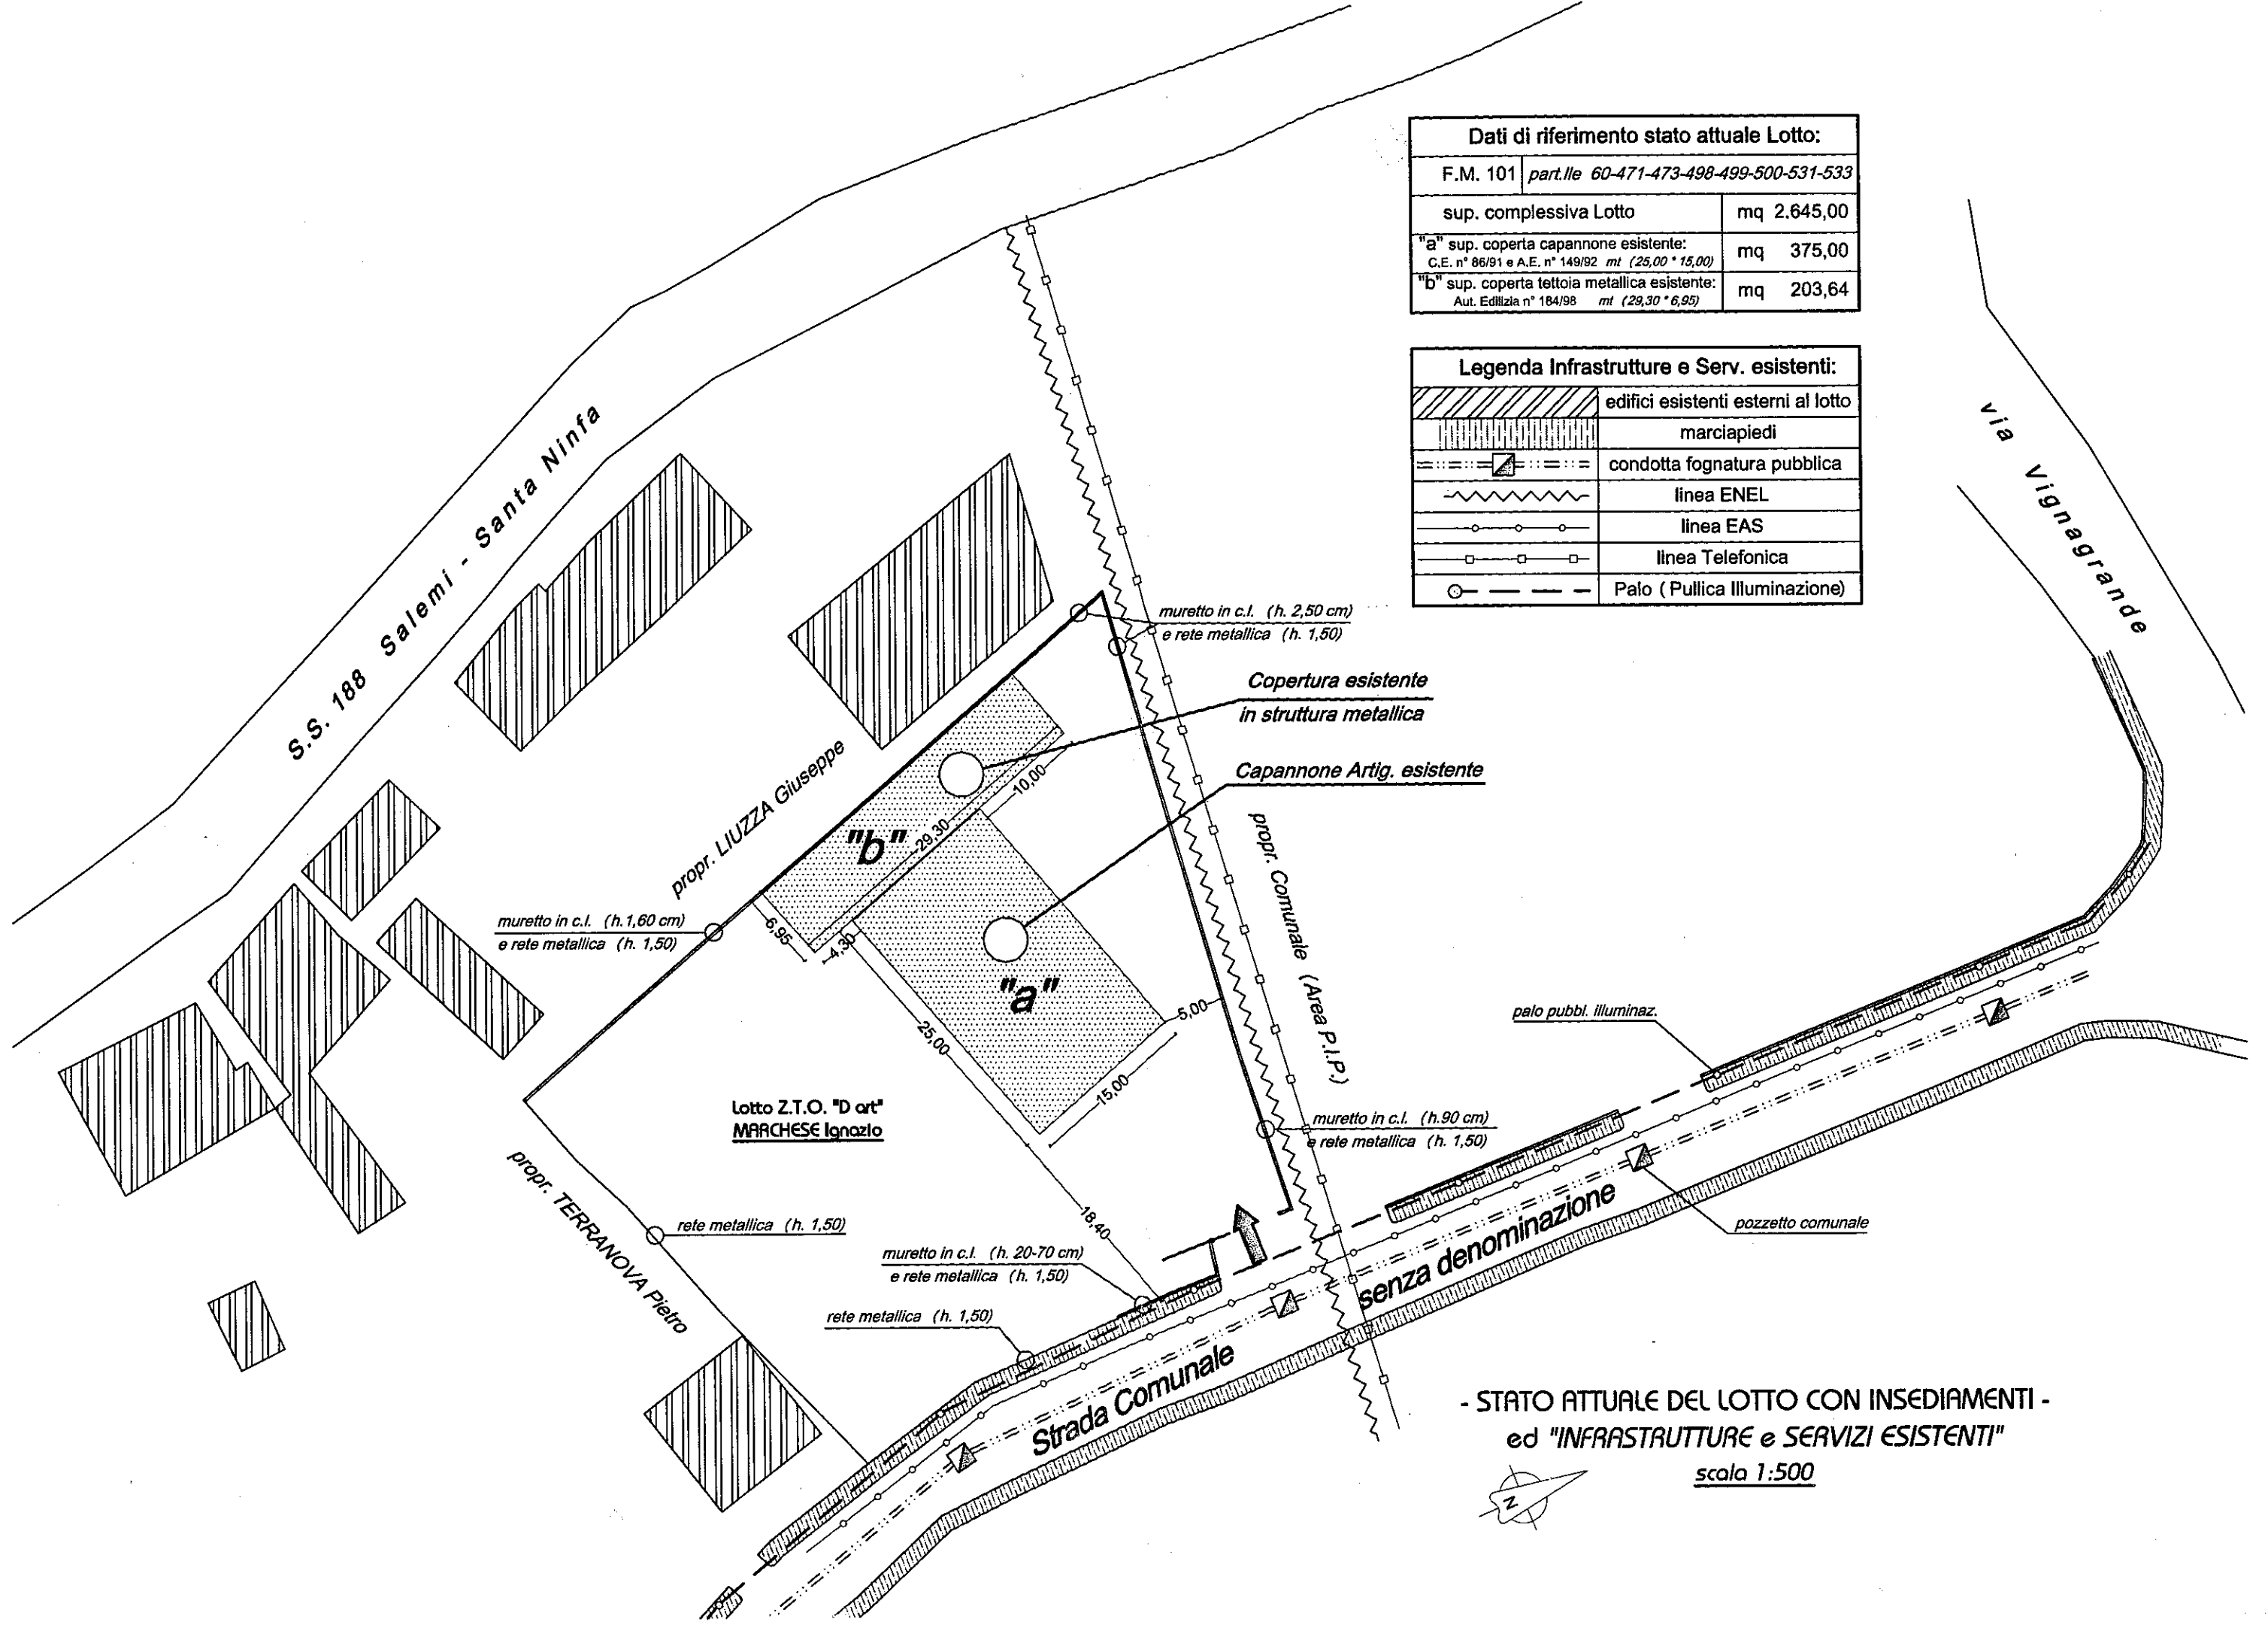 Dati di riferimento stato attuale Lotto:
F.M. 101 part.lle 60-471-473-498-499-500-531-533
sup. complessiva Lotto mq 2.645,00
"a" sup. coperta capannone esistente: mq 375,00
C.E. n° 86/91 e A.E. n° 149/92 mt (25,00 * 15,00)
"b" sup. coperta tettoia metallica esistente: mq 203,64
Aut. Edilizia n° 184/98 mt (29,30 * 6,95)
Legenda Infrastrutture e Serv. esistenti:
edifici esistenti esterni al lotto
marciapiedi
condotta fognatura pubblica
linea ENEL
linea EAS
linea Telefonica
Palo ( Pullica Illuminazione)
via Vignagrande
S.S. 188 Salemi - Santa Ninfa
muretto in c.l. (h. 2,50 cm)
e rete metallica (h. 1,50)
Copertura esistente
in struttura metallica
Capannone Artig. esistente
propr. LIUZZA Giuseppe
"b"
29,30
10,00
6,95
4,30
muretto in c.l. (h.1,60 cm)
e rete metallica (h. 1,50)
"a"
25,00
5,00
15,00
18,40
propr. Comunale (Area P.I.P.)
palo pubbl. illuminaz.
Lotto Z.T.O. "D art"
MARCHESE Ignazio
muretto in c.l. (h.90 cm)
e rete metallica (h. 1,50)
propr. TERRANOVA Pietro
rete metallica (h. 1,50)
muretto in c.l. (h. 20-70 cm)
e rete metallica (h. 1,50)
rete metallica (h. 1,50)
pozzetto comunale
Strada Comunale senza denominazione
- STATO ATTUALE DEL LOTTO CON INSEDIAMENTI -
ed "INFRASTRUTTURE e SERVIZI ESISTENTI"
scala 1:500
N